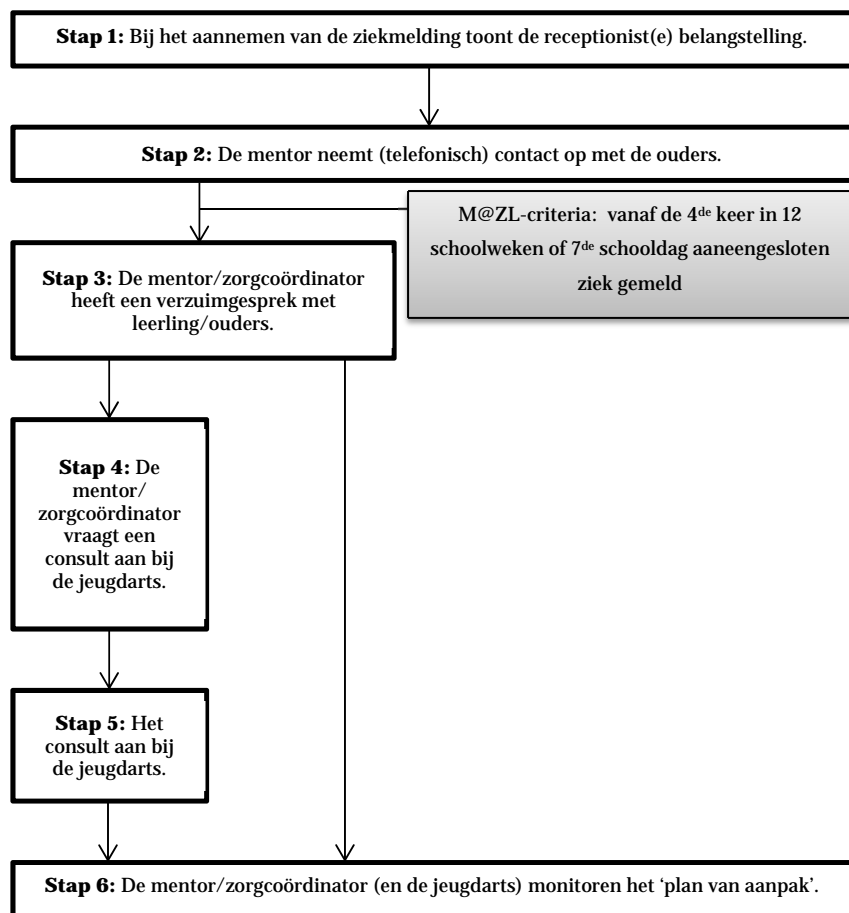 Stap 1: Bij het aannemen van de ziekmelding toont de receptionist(e) belangstelling.
Stap 2: De mentor neemt (telefonisch) contact op met de ouders.
M@ZL-criteria: vanaf de 4de keer in 12
schoolweken of 7de schooldag aaneengesloten
ziek gemeld
Stap 3: De mentor/zorgcoördinator
heeft een verzuimgesprek met
leerling/ouders.
Stap 4: De
mentor/
zorgcoördinator
vraagt een
consult aan bij
de jeugdarts.
Stap 5: Het
consult aan bij
de jeugdarts.
Stap 6: De mentor/zorgcoördinator (en de jeugdarts) monitoren het ‘plan van aanpak’.